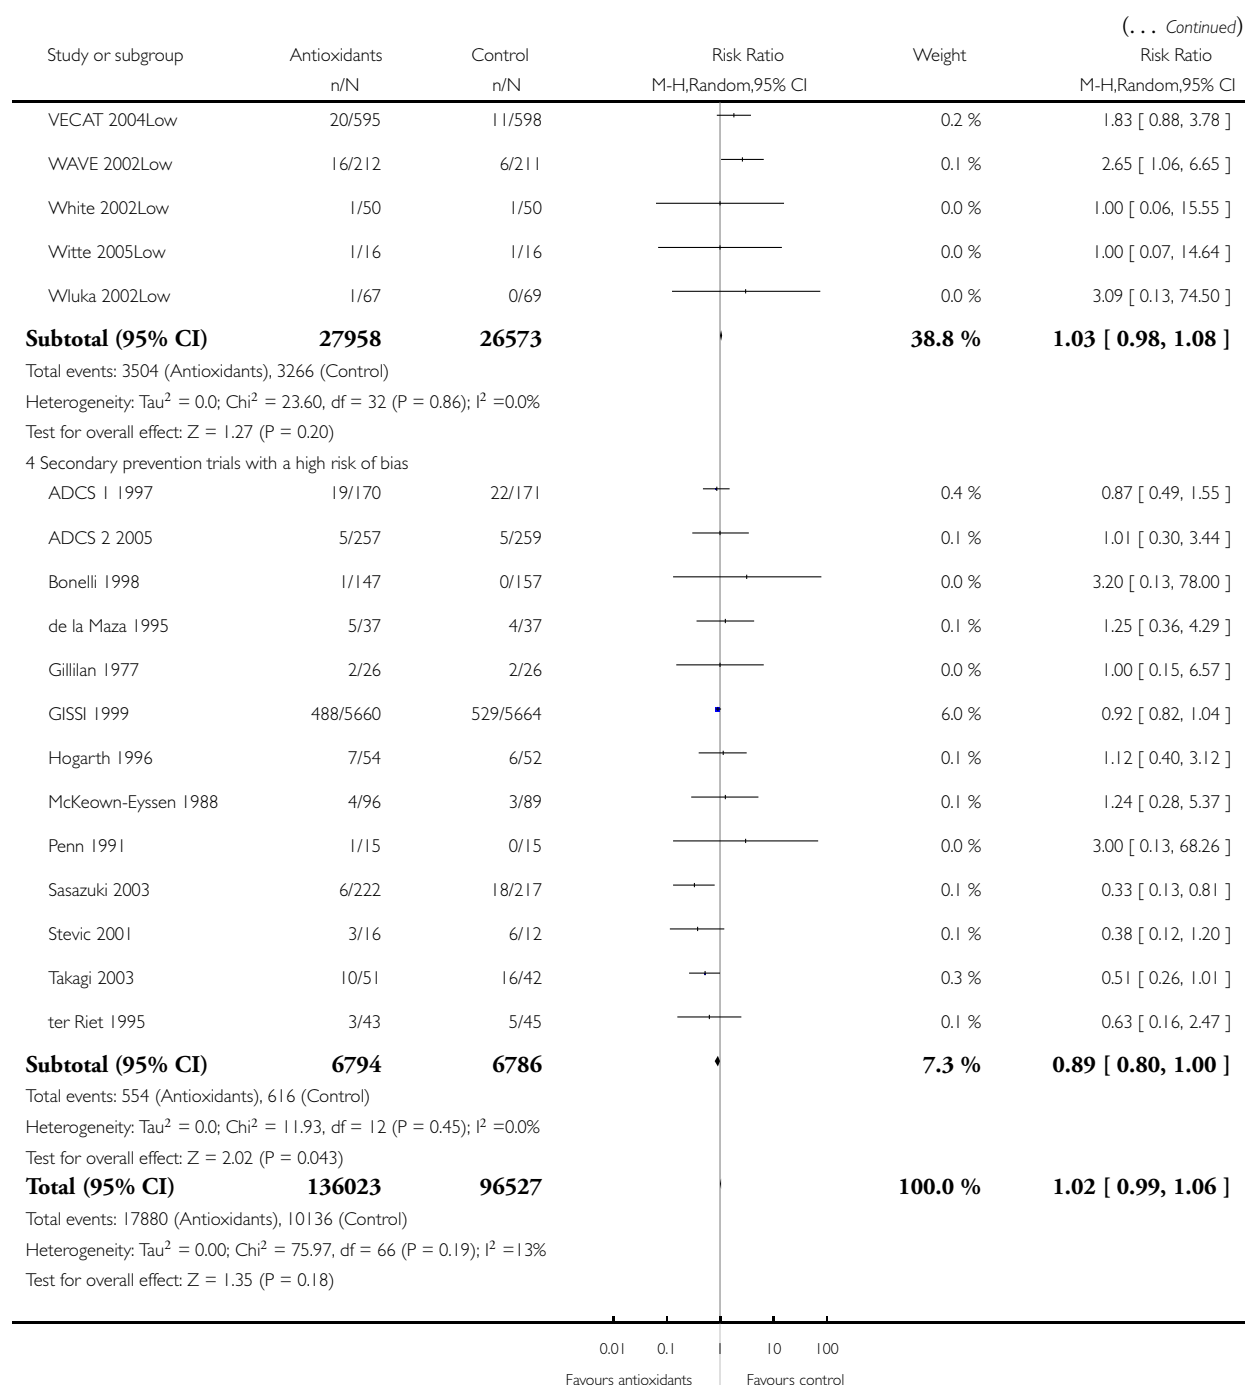 (... Continued)
Study or subgroup Antioxidants Control Risk Ratio Weight Risk Ratio
n/N n/N M-H,Random,95% CI M-H,Random,95% CI
VECAT 2004Low 20/595 11/598 0.2 % 1.83 [ 0.88, 3.78 ]
WAVE 2002Low 16/212 6/211 0.1 % 2.65 [ 1.06, 6.65 ]
White 2002Low 1/50 1/50 0.0 % 1.00 [ 0.06, 15.55 ]
Witte 2005Low 1/16 1/16 0.0 % 1.00 [ 0.07, 14.64 ]
Wluka 2002Low 1/67 0/69 0.0 % 3.09 [ 0.13, 74.50 ]
Subtotal (95% CI) 27958 26573 38.8 % 1.03 [ 0.98, 1.08 ]
Total events: 3504 (Antioxidants), 3266 (Control)
Heterogeneity: Tau² = 0.0; Chi² = 23.60, df = 32 (P = 0.86); I² =0.0%
Test for overall effect: Z = 1.27 (P = 0.20)
4 Secondary prevention trials with a high risk of bias
ADCS 1 1997 19/170 22/171 0.4 % 0.87 [ 0.49, 1.55 ]
ADCS 2 2005 5/257 5/259 0.1 % 1.01 [ 0.30, 3.44 ]
Bonelli 1998 1/147 0/157 0.0 % 3.20 [ 0.13, 78.00 ]
de la Maza 1995 5/37 4/37 0.1 % 1.25 [ 0.36, 4.29 ]
Gillilan 1977 2/26 2/26 0.0 % 1.00 [ 0.15, 6.57 ]
GISSI 1999 488/5660 529/5664 6.0 % 0.92 [ 0.82, 1.04 ]
Hogarth 1996 7/54 6/52 0.1 % 1.12 [ 0.40, 3.12 ]
McKeown-Eyssen 1988 4/96 3/89 0.1 % 1.24 [ 0.28, 5.37 ]
Penn 1991 1/15 0/15 0.0 % 3.00 [ 0.13, 68.26 ]
Sasazuki 2003 6/222 18/217 0.1 % 0.33 [ 0.13, 0.81 ]
Stevic 2001 3/16 6/12 0.1 % 0.38 [ 0.12, 1.20 ]
Takagi 2003 10/51 16/42 0.3 % 0.51 [ 0.26, 1.01 ]
ter Riet 1995 3/43 5/45 0.1 % 0.63 [ 0.16, 2.47 ]
Subtotal (95% CI) 6794 6786 7.3 % 0.89 [ 0.80, 1.00 ]
Total events: 554 (Antioxidants), 616 (Control)
Heterogeneity: Tau² = 0.0; Chi² = 11.93, df = 12 (P = 0.45); I² =0.0%
Test for overall effect: Z = 2.02 (P = 0.043)
Total (95% CI) 136023 96527 100.0 % 1.02 [ 0.99, 1.06 ]
Total events: 17880 (Antioxidants), 10136 (Control)
Heterogeneity: Tau² = 0.00; Chi² = 75.97, df = 66 (P = 0.19); I² =13%
Test for overall effect: Z = 1.35 (P = 0.18)
0.01 0.1 1 10 100
Favours antioxidants Favours control